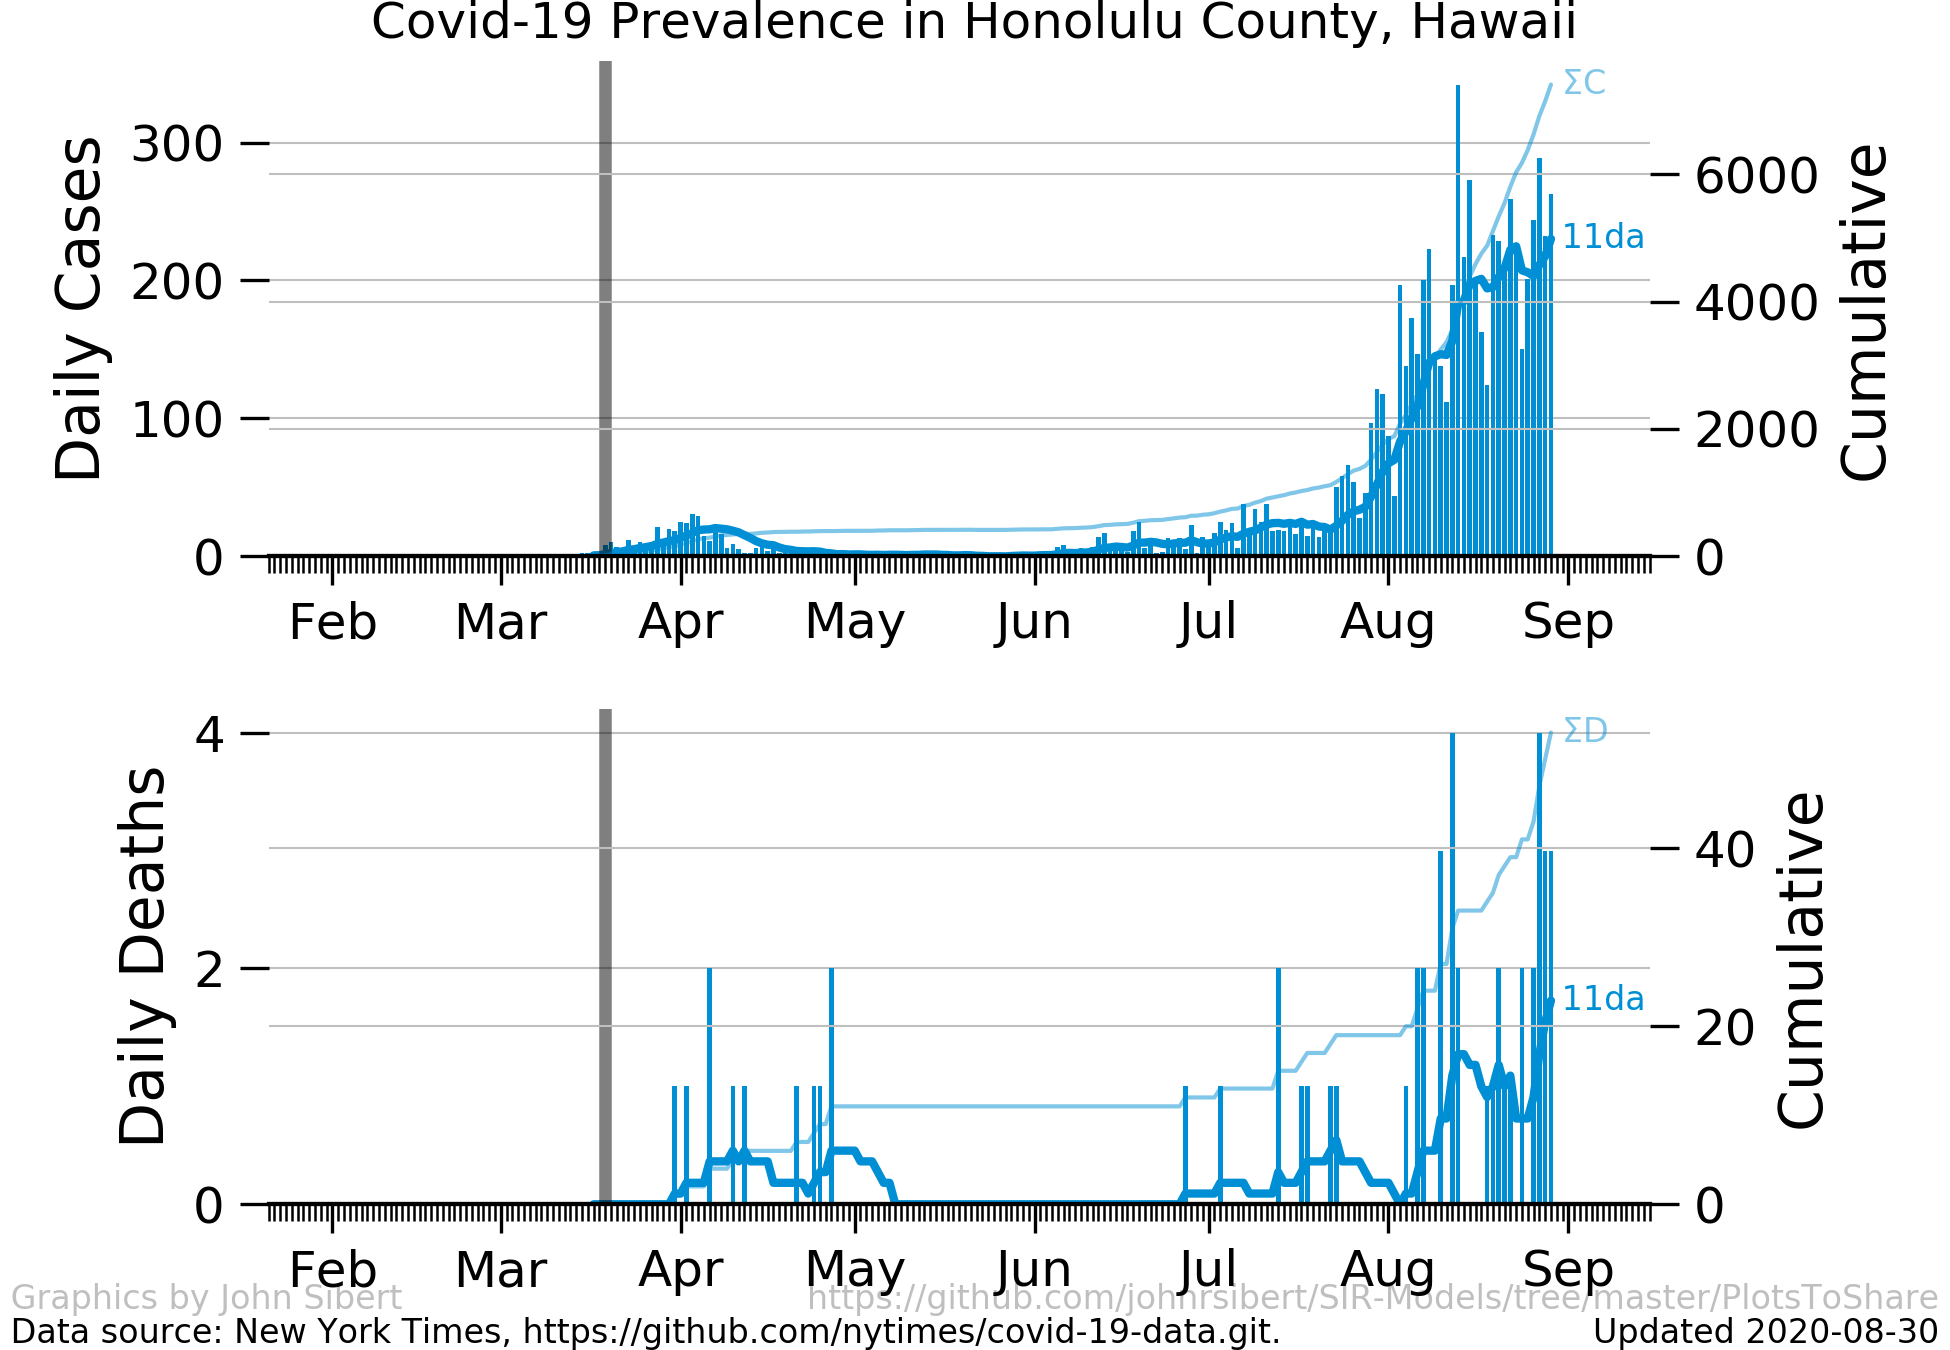 Covid-19 Prevalence in Honolulu County, Hawaii
Daily Cases
300
200
100
0
ΣC
11da
6000
4000
2000
0
Cumulative
Feb Mar Apr May Jun Jul Aug Sep
Daily Deaths
4
2
0
ΣD
11da
40
20
0
Cumulative
Feb Mar Apr May Jun Jul Aug Sep
Graphics by John Sibert https://github.com/johnrsibert/SIR-Models/tree/master/PlotsToShare
Data source: New York Times, https://github.com/nytimes/covid-19-data.git. Updated 2020-08-30